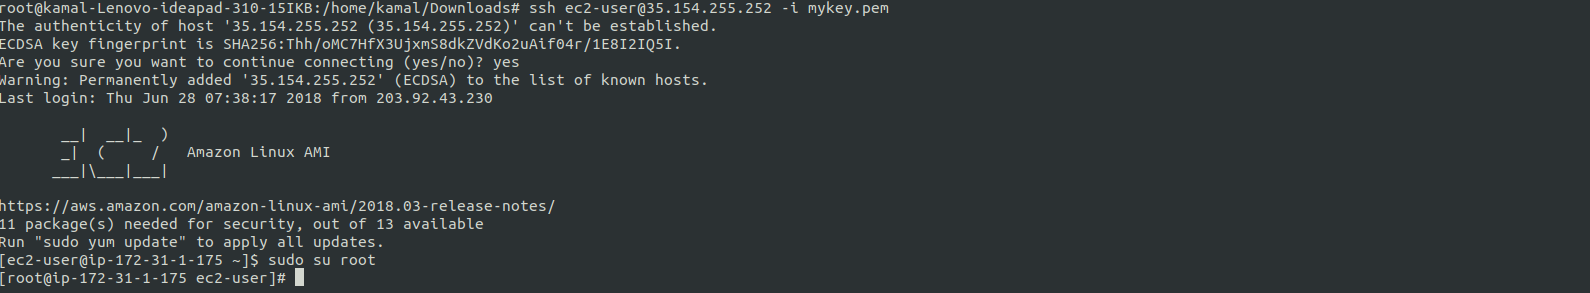 root@kamal-Lenovo-ideapad-310-15IKB:/home/kamal/Downloads# ssh ec2-user@35.154.255.252 -i mykey.pem
The authenticity of host '35.154.255.252 (35.154.255.252)' can't be established.
ECDSA key fingerprint is SHA256:Thh/oMC7HfX3UjxmS8dkZVdKo2uAif04r/1E8I2IQ5I.
Are you sure you want to continue connecting (yes/no)? yes
Warning: Permanently added '35.154.255.252' (ECDSA) to the list of known hosts.
Last login: Thu Jun 28 07:38:17 2018 from 203.92.43.230
       __|  __|_  )
       _|  (     /   Amazon Linux AMI
      ___|\___|___|
https://aws.amazon.com/amazon-linux-ami/2018.03-release-notes/
11 package(s) needed for security, out of 13 available
Run "sudo yum update" to apply all updates.
[ec2-user@ip-172-31-1-175 ~]$ sudo su root
[root@ip-172-31-1-175 ec2-user]#